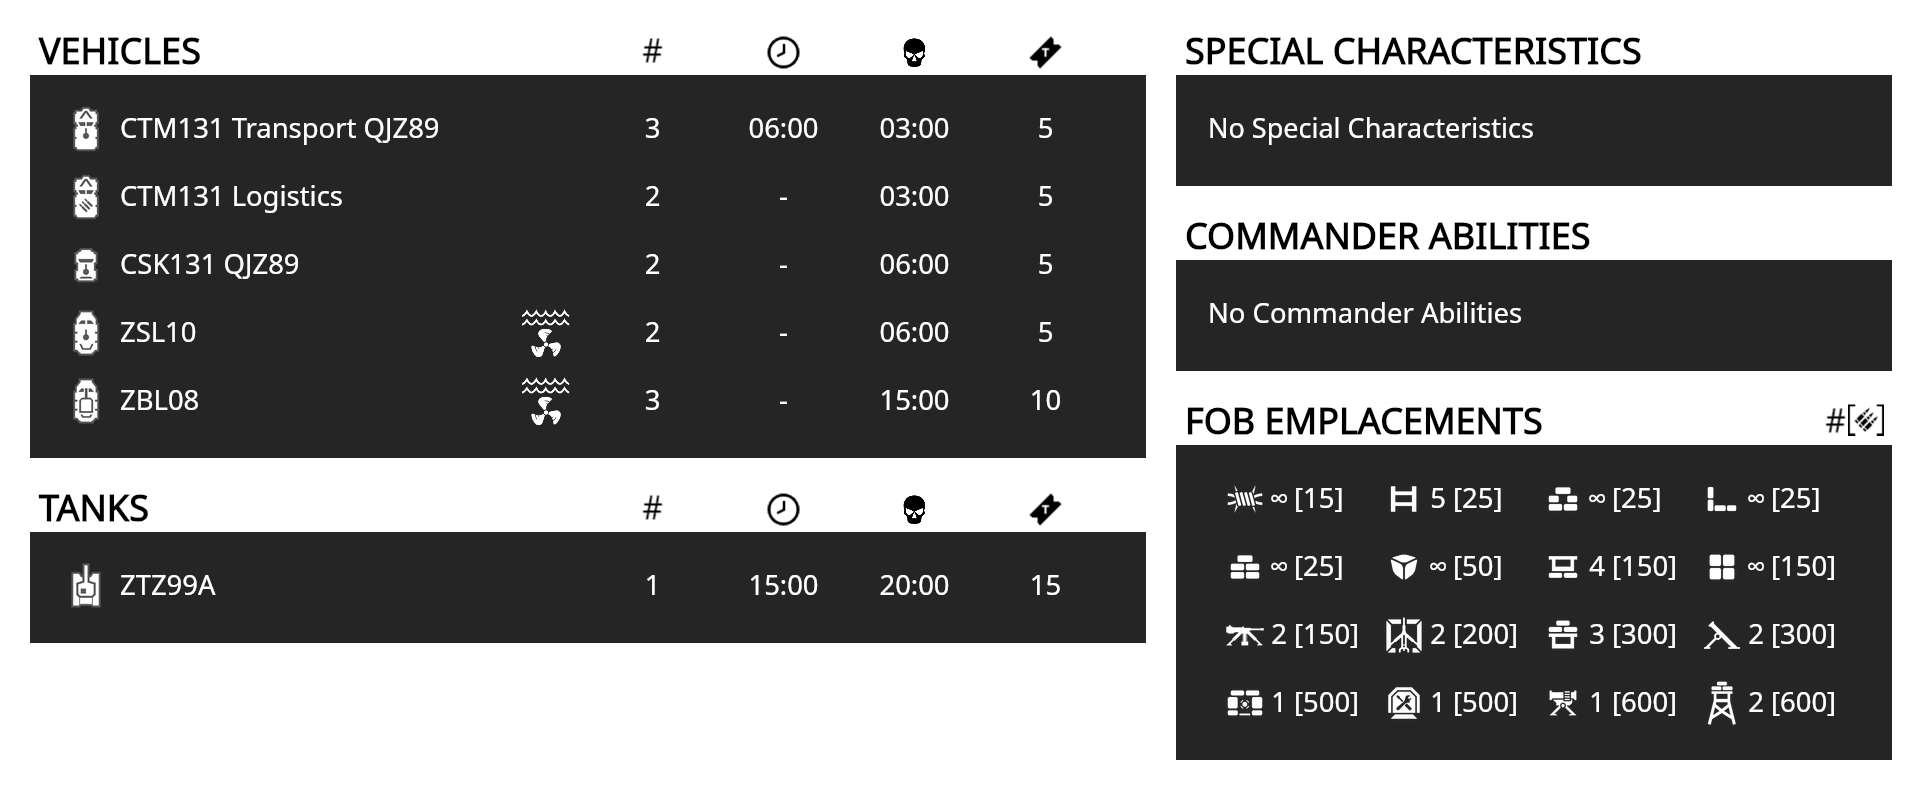 VEHICLES #
CTM131 Transport QJZ89 3 06:00 03:00 5
CTM131 Logistics 2 - 03:00 5
CSK131 QJZ89 2 - 06:00 5
ZSL10 2 - 06:00 5
ZBL08 3 - 15:00 10
TANKS #
ZTZ99A 1 15:00 20:00 15
SPECIAL CHARACTERISTICS
No Special Characteristics
COMMANDER ABILITIES
No Commander Abilities
FOB EMPLACEMENTS #[]
∞ [15] 5 [25] ∞ [25] ∞ [25]
∞ [25] ∞ [50] 4 [150] ∞ [150]
2 [150] 2 [200] 3 [300] 2 [300]
1 [500] 1 [500] 1 [600] 2 [600]